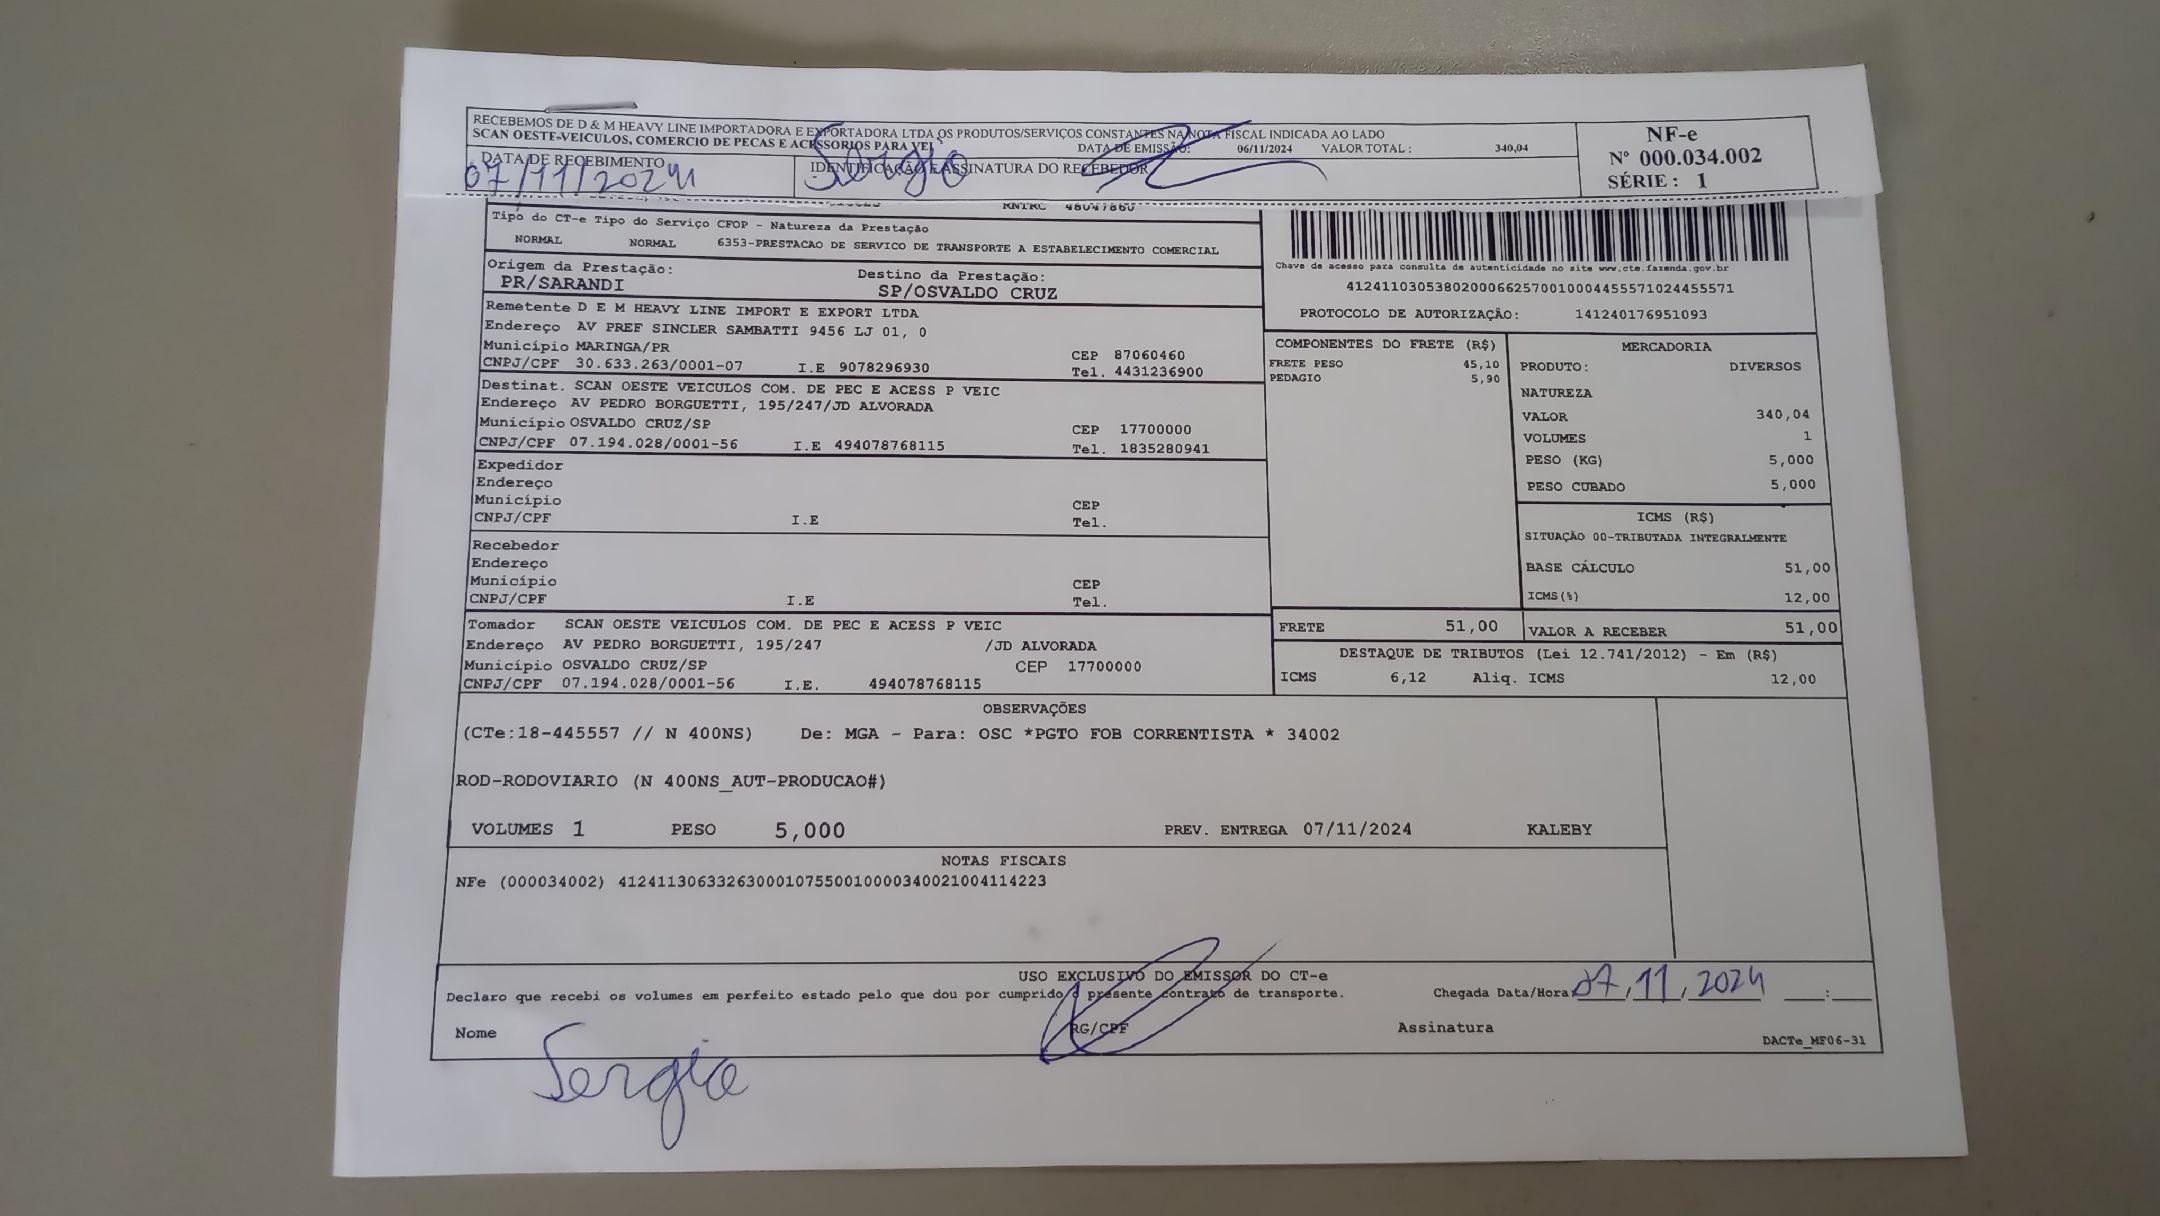 RECEBEMOS DE D & M HEAVY LINE IMPORTADORA E EXPORTADORA LTDA OS PRODUTOS/SERVIÇOS CONSTANTES NA NOTA FISCAL INDICADA AO LADO
SCAN OESTE-VEICULOS, COMERCIO DE PECAS E ACESSORIOS PARA VEI
DATA DE EMISSÃO: 06/11/2024 VALOR TOTAL: 340,04
NF-e
Nº 000.034.002
SÉRIE : 1
DATA DE RECEBIMENTO
07/11/2024
IDENTIFICAÇÃO E ASSINATURA DO RECEBEDOR
Sergio
RNTRC 48047860
Tipo do CT-e Tipo do Serviço CFOP - Natureza da Prestação
NORMAL NORMAL 6353-PRESTACAO DE SERVICO DE TRANSPORTE A ESTABELECIMENTO COMERCIAL
Origem da Prestação: Destino da Prestação:
PR/SARANDI SP/OSVALDO CRUZ
Chave de acesso para consulta de autenticidade no site www.cte.fazenda.gov.br
41241103053802000662570010004455571024455571
PROTOCOLO DE AUTORIZAÇÃO: 141240176951093
Remetente D E M HEAVY LINE IMPORT E EXPORT LTDA
Endereço AV PREF SINCLER SAMBATTI 9456 LJ 01, 0
Município MARINGA/PR CEP 87060460
CNPJ/CPF 30.633.263/0001-07 I.E 9078296930 Tel. 4431236900
Destinat. SCAN OESTE VEICULOS COM. DE PEC E ACESS P VEIC
Endereço AV PEDRO BORGUETTI, 195/247/JD ALVORADA
Município OSVALDO CRUZ/SP CEP 17700000
CNPJ/CPF 07.194.028/0001-56 I.E 494078768115 Tel. 1835280941
Expedidor
Endereço
Município CEP
CNPJ/CPF I.E Tel.
Recebedor
Endereço
Município CEP
CNPJ/CPF I.E Tel.
Tomador SCAN OESTE VEICULOS COM. DE PEC E ACESS P VEIC
Endereço AV PEDRO BORGUETTI, 195/247 /JD ALVORADA
Município OSVALDO CRUZ/SP CEP 17700000
CNPJ/CPF 07.194.028/0001-56 I.E. 494078768115
COMPONENTES DO FRETE (R$)
FRETE PESO 45,10
PEDAGIO 5,90
MERCADORIA
PRODUTO: DIVERSOS
NATUREZA
VALOR 340,04
VOLUMES 1
PESO (KG) 5,000
PESO CUBADO 5,000
ICMS (R$)
SITUAÇÃO 00-TRIBUTADA INTEGRALMENTE
BASE CÁLCULO 51,00
ICMS(%) 12,00
FRETE 51,00 VALOR A RECEBER 51,00
DESTAQUE DE TRIBUTOS (Lei 12.741/2012) - Em (R$)
ICMS 6,12 Aliq. ICMS 12,00
OBSERVAÇÕES
(CTe:18-445557 // N 400NS) De: MGA - Para: OSC *PGTO FOB CORRENTISTA * 34002
ROD-RODOVIARIO (N 400NS_AUT-PRODUCAO#)
VOLUMES 1 PESO 5,000 PREV. ENTREGA 07/11/2024 KALEBY
NOTAS FISCAIS
NFe (000034002) 41241130633263000107550010000340021004114223
USO EXCLUSIVO DO EMISSOR DO CT-e
Declaro que recebi os volumes em perfeito estado pelo que dou por cumprido o presente contrato de transporte. Chegada Data/Hora: 07/11/2024 __:__
Nome RG/CPF Assinatura
DACTe_MF06-31
Sergio